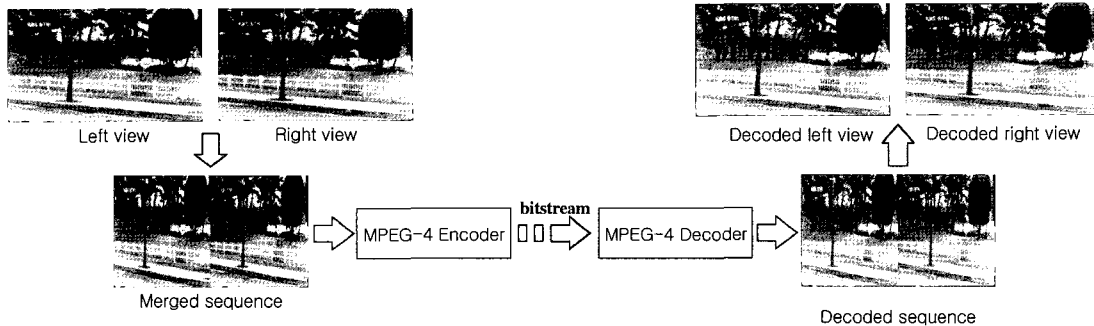 Left view
Right view
Decoded left view
Decoded right view
bitstream
MPEG-4 Encoder
MPEG-4 Decoder
Merged sequence
Decoded sequence